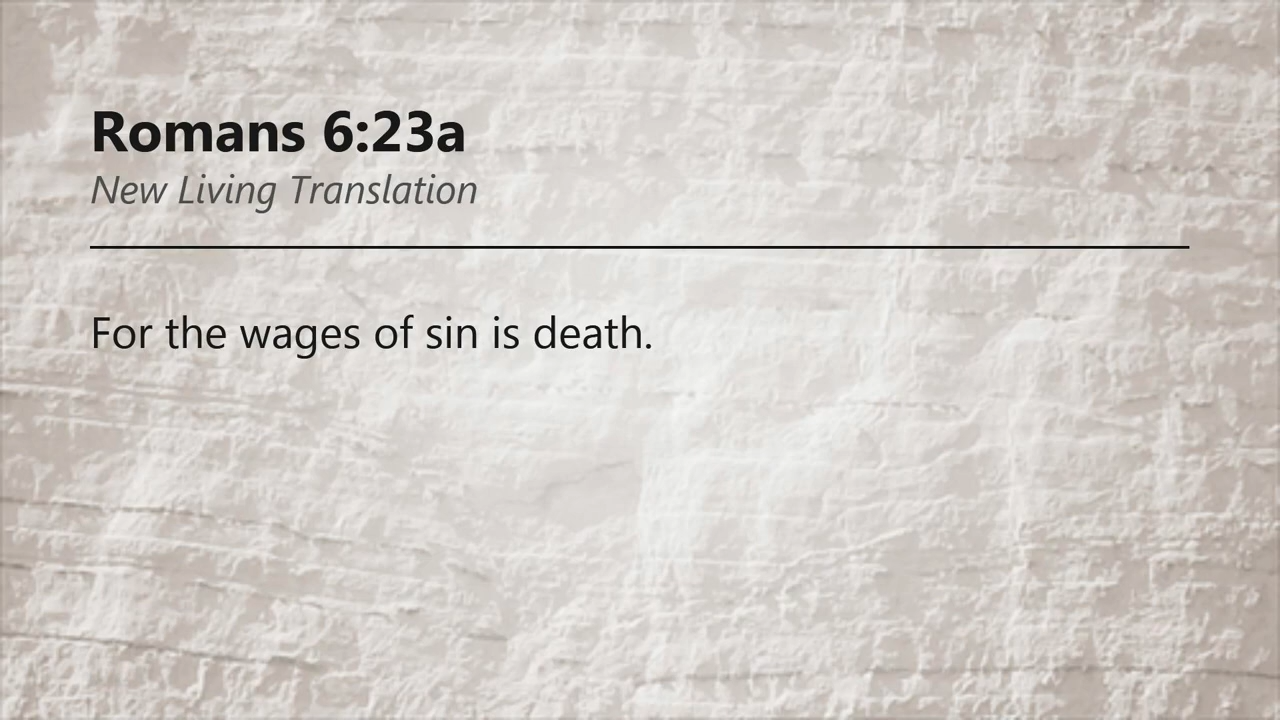 Romans 6:23a
New Living Translation
For the wages of sin is death.